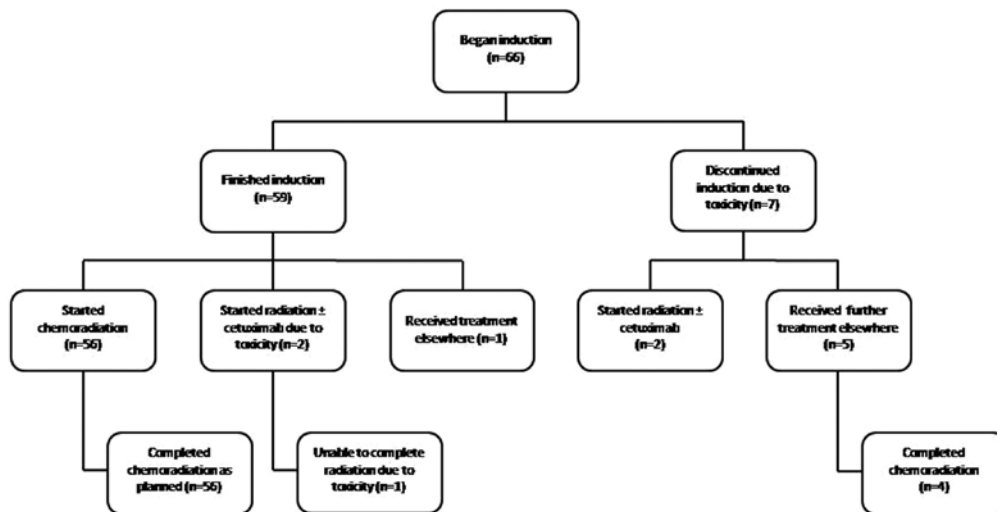 Began induction
(n=66)
Finished induction
(n=59)
Discontinued
induction due to
toxicity (n=7)
Started
chemoradiation
(n=56)
Started radiation ±
cetuximab due to
toxicity (n=2)
Received treatment
elsewhere (n=1)
Started radiation ±
cetuximab
(n=2)
Received further
treatment elsewhere
(n=5)
Completed
chemoradiation as
planned (n=56)
Unable to complete
radiation due to
toxicity (n=1)
Completed
chemoradiation
(n=4)